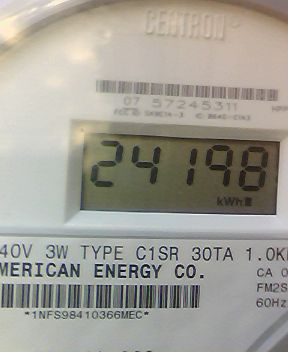 CENTRON
07 57245311
24198
kWh
40V 3W TYPE C1SR 30TA 1.0K
MERICAN ENERGY CO.
CA 0
FM2S
60Hz
*1NFS98410366MEC*